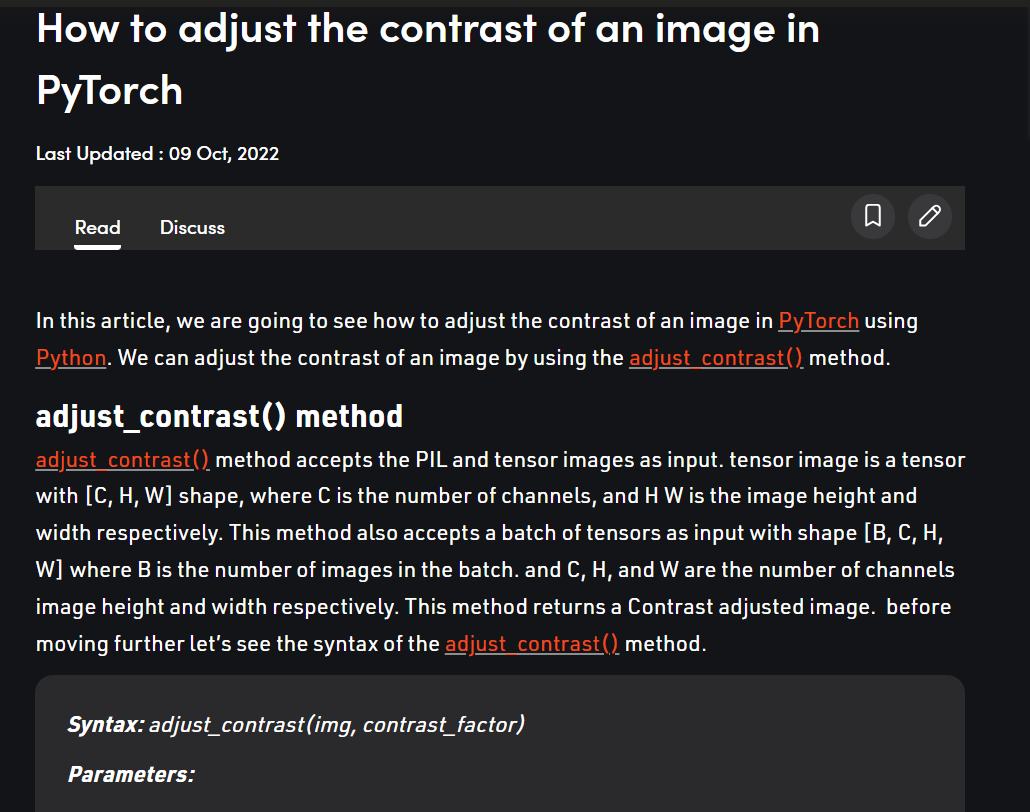 How to adjust the contrast of an image in
PyTorch
Last Updated : 09 Oct, 2022
Read Discuss
In this article, we are going to see how to adjust the contrast of an image in PyTorch using
Python. We can adjust the contrast of an image by using the adjust_contrast() method.
adjust_contrast() method
adjust_contrast() method accepts the PIL and tensor images as input. tensor image is a tensor
with [C, H, W] shape, where C is the number of channels, and H W is the image height and
width respectively. This method also accepts a batch of tensors as input with shape [B, C, H,
W] where B is the number of images in the batch. and C, H, and W are the number of channels
image height and width respectively. This method returns a Contrast adjusted image.  before
moving further let’s see the syntax of the adjust_contrast() method.
Syntax: adjust_contrast(img, contrast_factor)
Parameters: